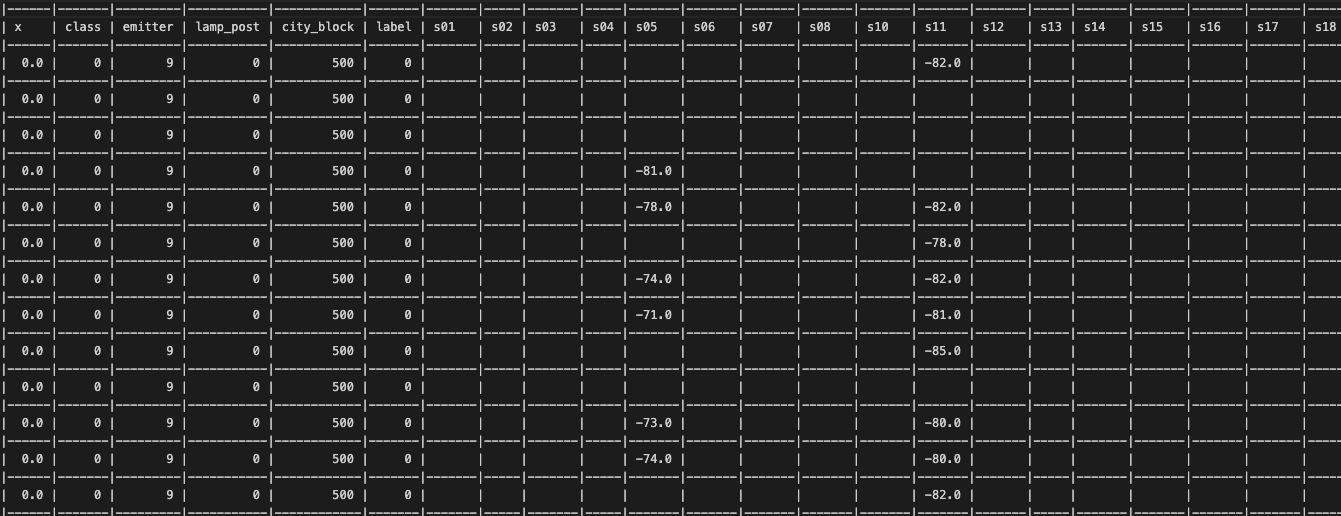 | x | class | emitter | lamp_post | city_block | label | s01 | s02 | s03 | s04 | s05 | s06 | s07 | s08 | s10 | s11 | s12 | s13 | s14 | s15 | s16 | s17 | s18
| 0.0 | 0 | 9 | 0 | 500 | 0 | | | | | | | | | | -82.0 | | | | | | |
| 0.0 | 0 | 9 | 0 | 500 | 0 | | | | | | | | | | | | | | | | |
| 0.0 | 0 | 9 | 0 | 500 | 0 | | | | | | | | | | | | | | | | |
| 0.0 | 0 | 9 | 0 | 500 | 0 | | | | | -81.0 | | | | | | | | | | | |
| 0.0 | 0 | 9 | 0 | 500 | 0 | | | | | -78.0 | | | | | -82.0 | | | | | | |
| 0.0 | 0 | 9 | 0 | 500 | 0 | | | | | | | | | | -78.0 | | | | | | |
| 0.0 | 0 | 9 | 0 | 500 | 0 | | | | | -74.0 | | | | | -82.0 | | | | | | |
| 0.0 | 0 | 9 | 0 | 500 | 0 | | | | | -71.0 | | | | | -81.0 | | | | | | |
| 0.0 | 0 | 9 | 0 | 500 | 0 | | | | | | | | | | -85.0 | | | | | | |
| 0.0 | 0 | 9 | 0 | 500 | 0 | | | | | | | | | | | | | | | | |
| 0.0 | 0 | 9 | 0 | 500 | 0 | | | | | -73.0 | | | | | -80.0 | | | | | | |
| 0.0 | 0 | 9 | 0 | 500 | 0 | | | | | -74.0 | | | | | -80.0 | | | | | | |
| 0.0 | 0 | 9 | 0 | 500 | 0 | | | | | | | | | | -82.0 | | | | | | |